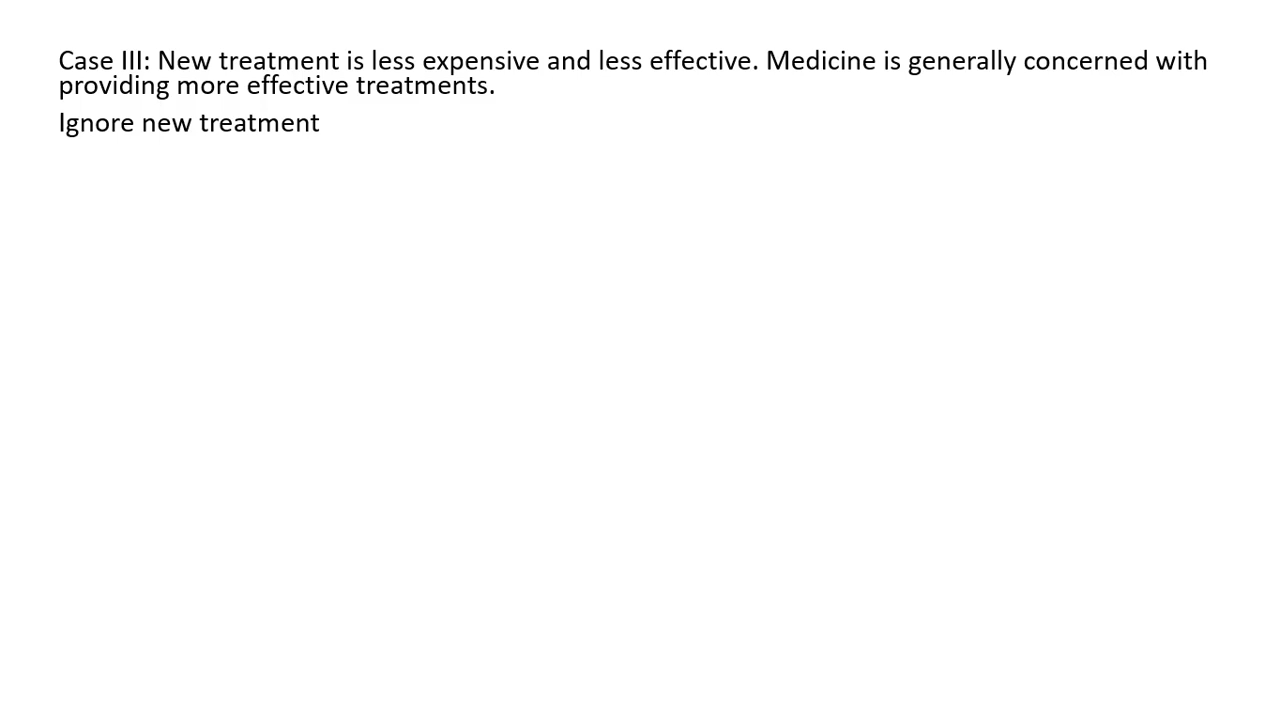 Case III: New treatment is less expensive and less effective. Medicine is generally concerned with
providing more effective treatments.
Ignore new treatment